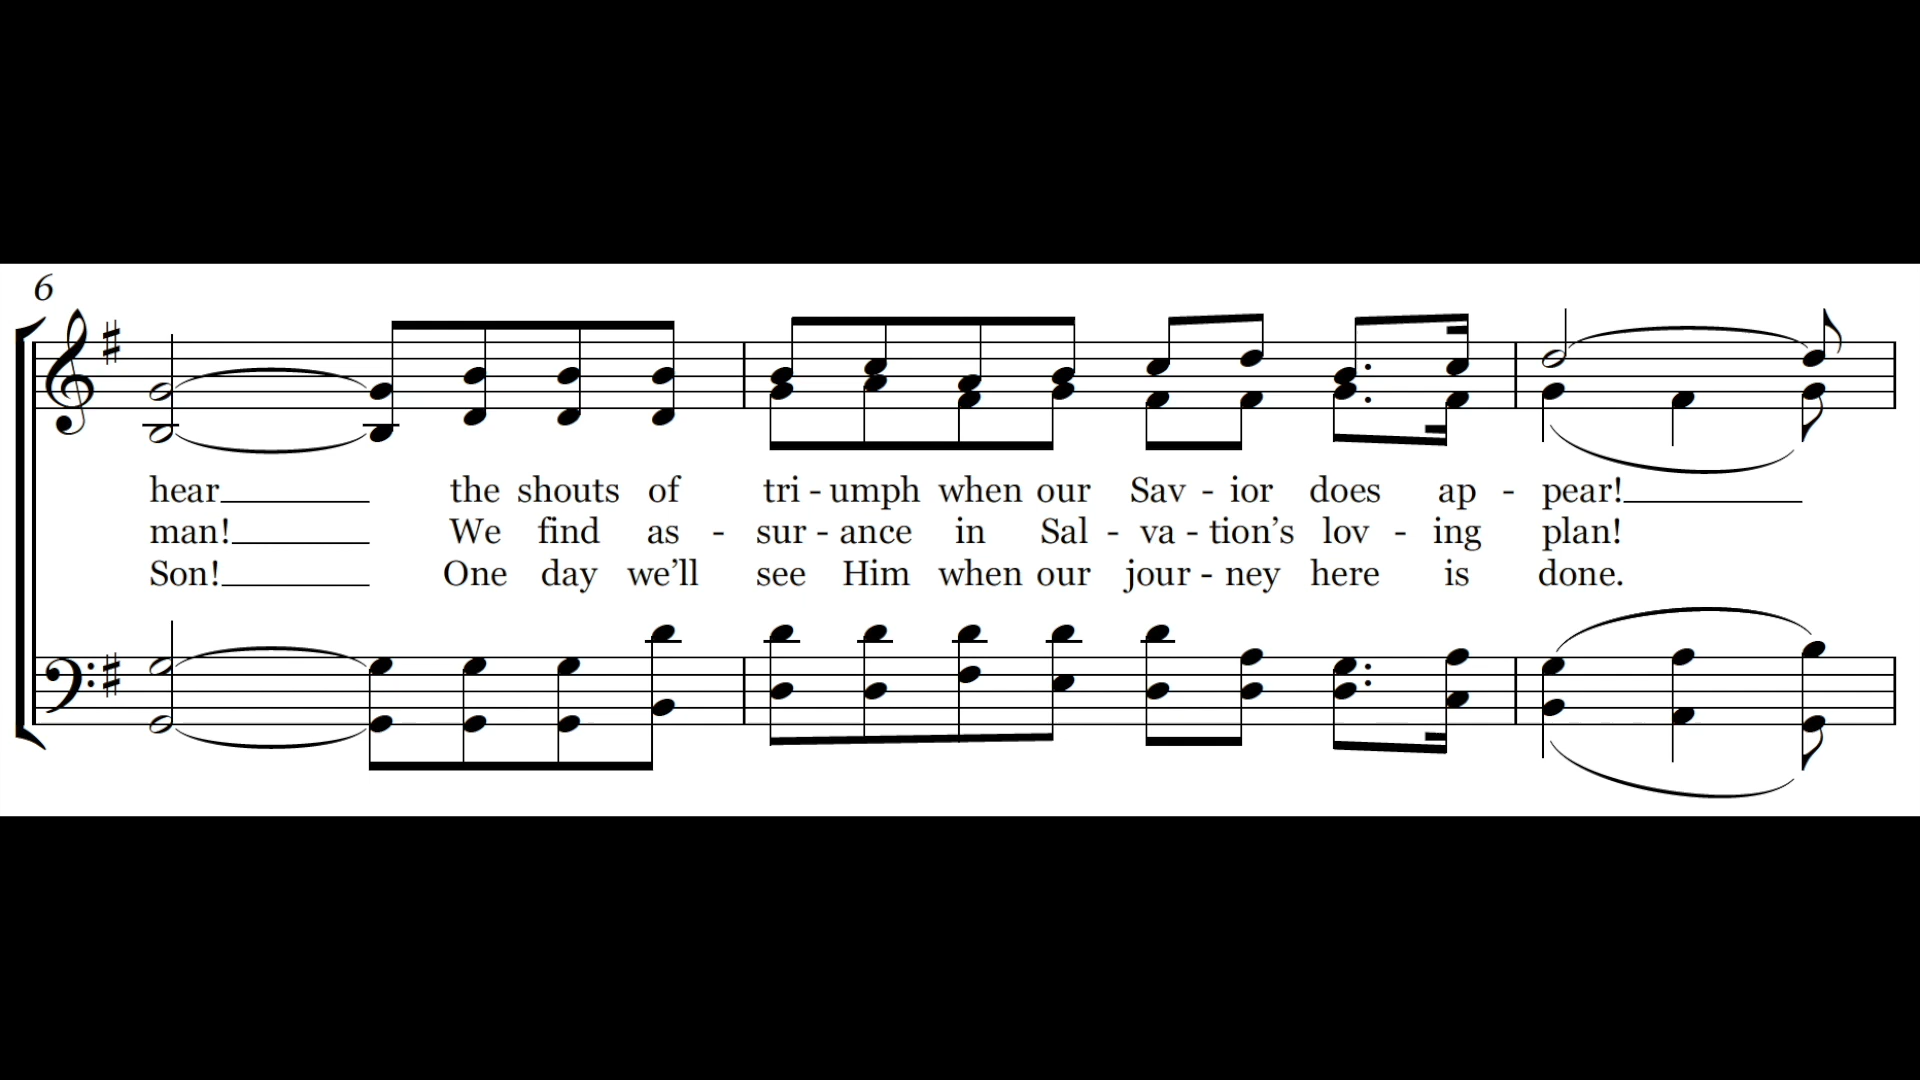 6
hear the shouts of tri - umph when our Sav - ior does ap - pear!
man! We find as - sur - ance in Sal - va - tion’s lov - ing plan!
Son! One day we’ll see Him when our jour - ney here is done.